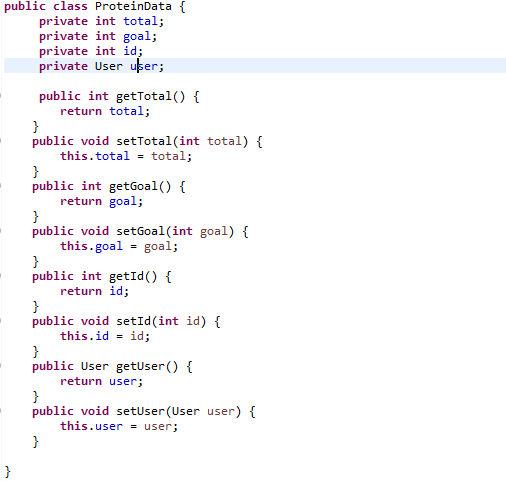 public class ProteinData {
private int total;
private int goal;
private int id;
private User user;
public int getTotal() {
return total;
}
public void setTotal(int total) {
this.total = total;
}
public int getGoal() {
return goal;
}
public void setGoal(int goal) {
this.goal = goal;
}
public int getId() {
return id;
}
public void setId(int id) {
this.id = id;
}
public User getUser() {
return user;
}
public void setUser(User user) {
this.user = user;
}
}